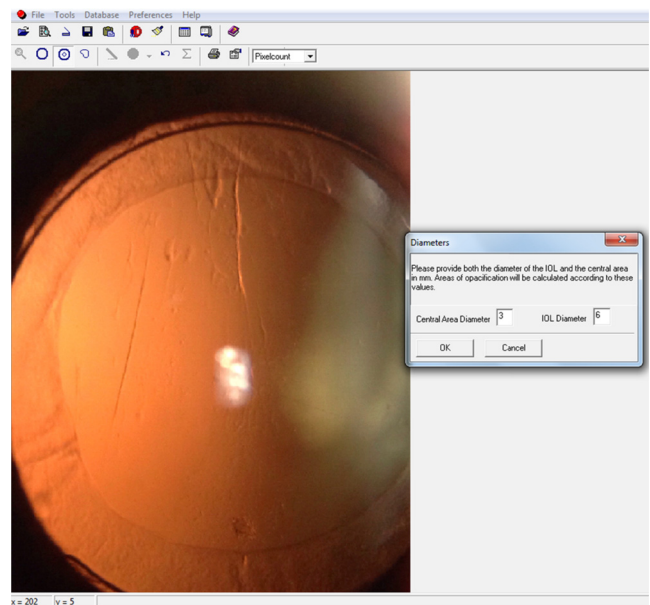 File Tools Database Preferences Help
Pixelcount
Diameters
Please provide both the diameter of the IOL and the central area
in mm. Areas of opacification will be calculated according to these
values.
Central Area Diameter 3 IOL Diameter 6
OK Cancel
x = 202 y = 5